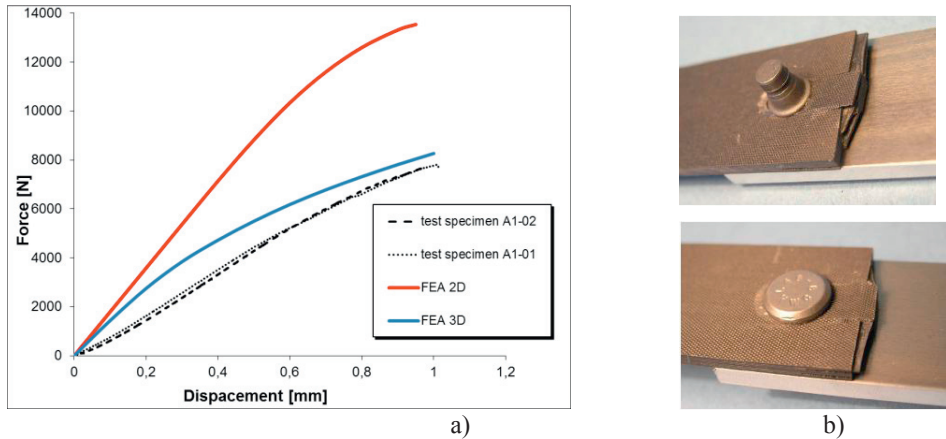 14000
12000
10000
8000
6000
4000
2000
0
Force [N]
0
0,2
0,4
0,6
0,8
1
1,2
Dispacement [mm]
test specimen A1-02
test specimen A1-01
FEA 2D
FEA 3D
a)
b)